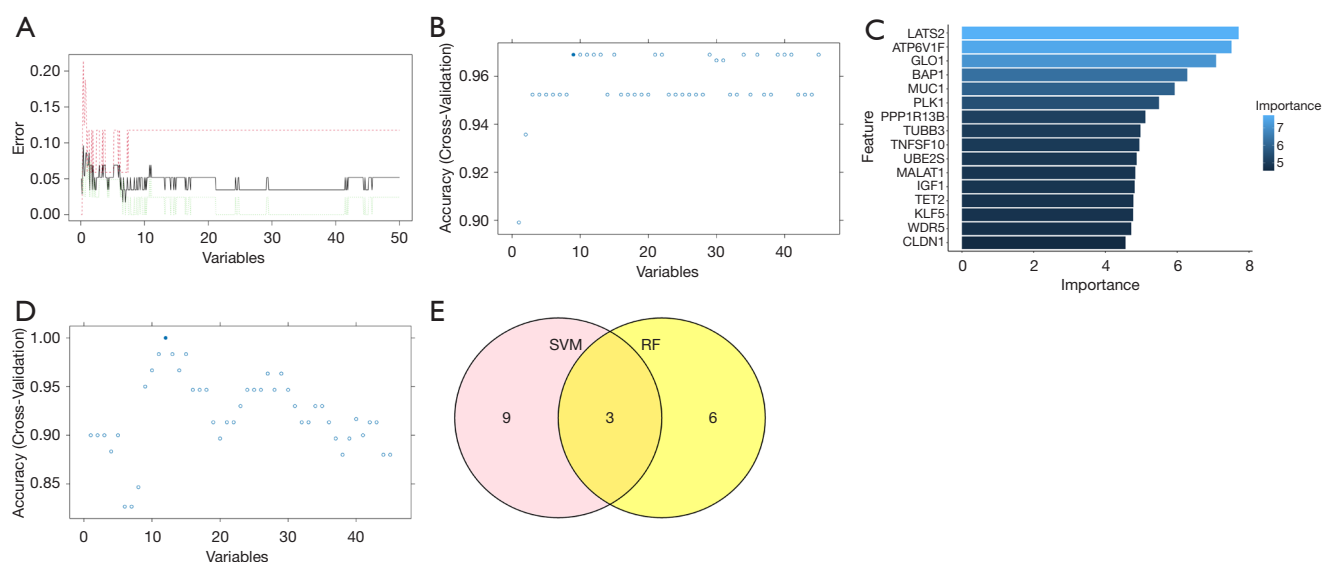 A
0.20
0.15
0.10
0.05
0.00
Error
0
10
20
30
40
50
Variables
B
0.96
0.94
0.92
0.90
Accuracy (Cross-Validation)
0
10
20
30
40
Variables
C
Feature
LATS2
ATP6V1F
GLO1
BAP1
MUC1
PLK1
PPP1R13B
TUBB3
TNFSF10
UBE2S
MALAT1
IGF1
TET2
KLF5
WDR5
CLDN1
0
2
4
6
8
Importance
Importance
7
6
5
D
1.00
0.95
0.90
0.85
Accuracy (Cross-Validation)
0
10
20
30
40
Variables
E
SVM
RF
9
3
6